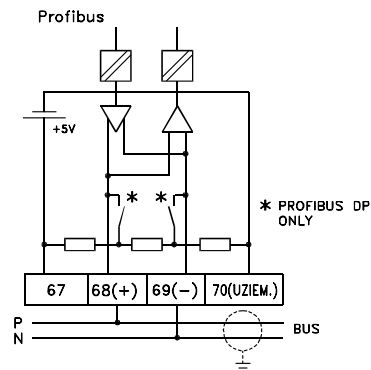 Profibus
+5V
* *
* PROFIBUS DP
ONLY
67 68(+) 69(-) 70(UZIEM.)
P
N
BUS